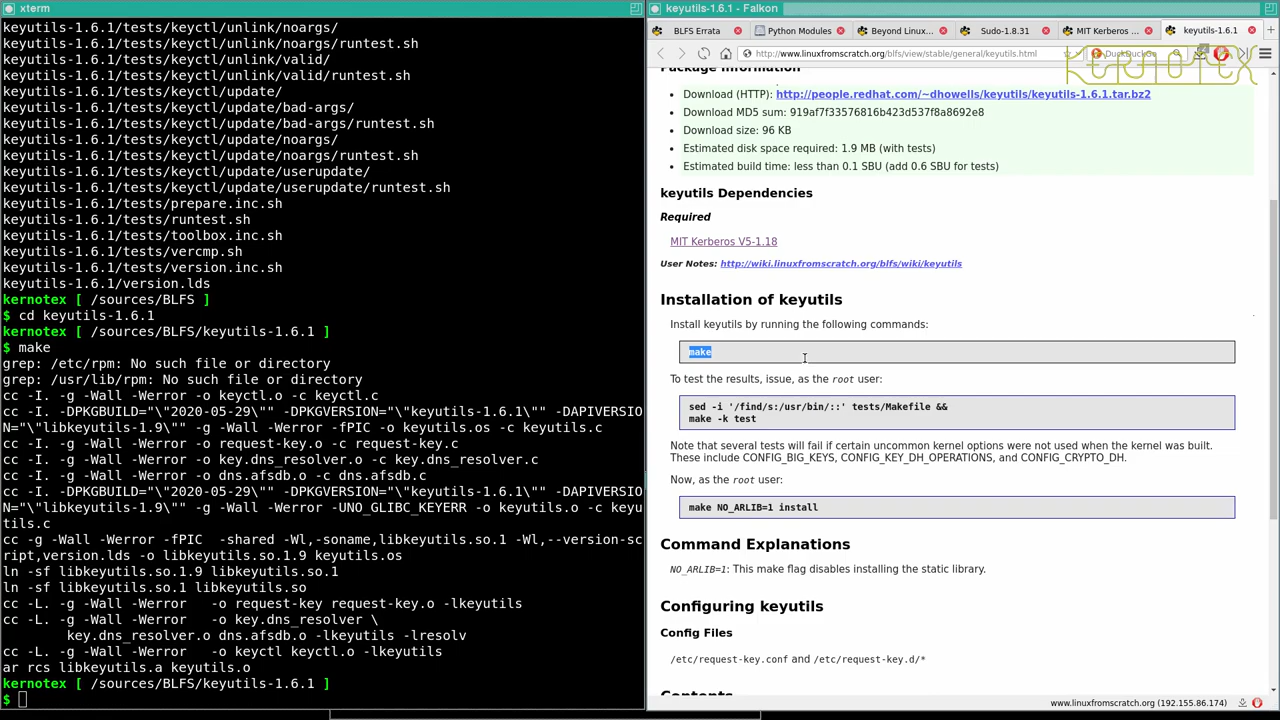 xterm
keyutils-1.6.1/tests/keyctl/unlink/noargs/
keyutils-1.6.1/tests/keyctl/unlink/noargs/runtest.sh
keyutils-1.6.1/tests/keyctl/unlink/valid/
keyutils-1.6.1/tests/keyctl/unlink/valid/runtest.sh
keyutils-1.6.1/tests/keyctl/update/
keyutils-1.6.1/tests/keyctl/update/bad-args/
keyutils-1.6.1/tests/keyctl/update/bad-args/runtest.sh
keyutils-1.6.1/tests/keyctl/update/noargs/
keyutils-1.6.1/tests/keyctl/update/noargs/runtest.sh
keyutils-1.6.1/tests/keyctl/update/userupdate/
keyutils-1.6.1/tests/keyctl/update/userupdate/runtest.sh
keyutils-1.6.1/tests/prepare.inc.sh
keyutils-1.6.1/tests/runtest.sh
keyutils-1.6.1/tests/toolbox.inc.sh
keyutils-1.6.1/tests/vercmp.sh
keyutils-1.6.1/tests/version.inc.sh
keyutils-1.6.1/version.lds
kernotex [ /sources/BLFS ]
$ cd keyutils-1.6.1
kernotex [ /sources/BLFS/keyutils-1.6.1 ]
$ make
grep: /etc/rpm: No such file or directory
grep: /usr/lib/rpm: No such file or directory
cc -I. -g -Wall -Werror   -o keyctl.o -c keyctl.c
cc -I. -DPKGBUILD="\"2020-05-29\"" -DPKGVERSION="\"keyutils-1.6.1\"" -DAPIVERSIO
N="\"libkeyutils-1.9\"" -g -Wall -Werror -fPIC -o keyutils.os -c keyutils.c
cc -I. -g -Wall -Werror   -o request-key.o -c request-key.c
cc -I. -g -Wall -Werror   -o key.dns_resolver.o -c key.dns_resolver.c
cc -I. -g -Wall -Werror   -o dns.afsdb.o -c dns.afsdb.c
cc -I. -DPKGBUILD="\"2020-05-29\"" -DPKGVERSION="\"keyutils-1.6.1\"" -DAPIVERSIO
N="\"libkeyutils-1.9\"" -g -Wall -Werror -UNO_GLIBC_KEYERR -o keyutils.o -c keyu
tils.c
cc -g -Wall -Werror -fPIC  -shared -Wl,-soname,libkeyutils.so.1 -Wl,--version-sc
ript,version.lds -o libkeyutils.so.1.9 keyutils.os
ln -sf libkeyutils.so.1.9 libkeyutils.so.1
ln -sf libkeyutils.so.1 libkeyutils.so
cc -L. -g -Wall -Werror   -o request-key request-key.o -lkeyutils
cc -L. -g -Wall -Werror   -o key.dns_resolver \
key.dns_resolver.o dns.afsdb.o -lkeyutils -lresolv
cc -L. -g -Wall -Werror   -o keyctl keyctl.o -lkeyutils
ar rcs libkeyutils.a keyutils.o
kernotex [ /sources/BLFS/keyutils-1.6.1 ]
$
keyutils-1.6.1 - Falkon
BLFS Errata
Python Modules
Beyond Linux...
Sudo-1.8.31
MIT Kerberos ...
keyutils-1.6.1
http://www.linuxfromscratch.org/blfs/view/stable/general/keyutils.html
DuckDuckGo
KERNOTEX
Package Information
Download (HTTP): http://people.redhat.com/~dhowells/keyutils/keyutils-1.6.1.tar.bz2
Download MD5 sum: 919af7f33576816b423d537f8a8692e8
Download size: 96 KB
Estimated disk space required: 1.9 MB (with tests)
Estimated build time: less than 0.1 SBU (add 0.6 SBU for tests)
keyutils Dependencies
Required
MIT Kerberos V5-1.18
User Notes: http://wiki.linuxfromscratch.org/blfs/wiki/keyutils
Installation of keyutils
Install keyutils by running the following commands:
make
To test the results, issue, as the root user:
sed -i '/find/s:/usr/bin/::' tests/Makefile &&
make -k test
Note that several tests will fail if certain uncommon kernel options were not used when the kernel was built.
These include CONFIG_BIG_KEYS, CONFIG_KEY_DH_OPERATIONS, and CONFIG_CRYPTO_DH.
Now, as the root user:
make NO_ARLIB=1 install
Command Explanations
NO_ARLIB=1: This make flag disables installing the static library.
Configuring keyutils
Config Files
/etc/request-key.conf and /etc/request-key.d/*
Contents
www.linuxfromscratch.org (192.155.86.174)